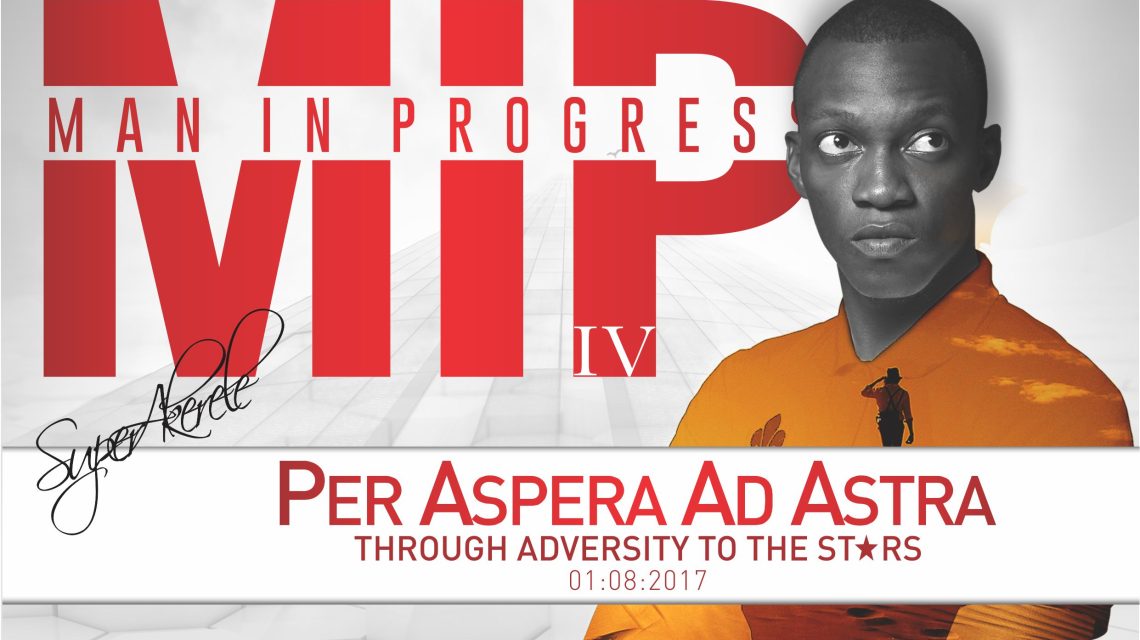 MIP
MAN IN PROGRES
IV
SuperAkerele
PER ASPERA AD ASTRA
THROUGH ADVERSITY TO THE ST★RS
01:08:2017